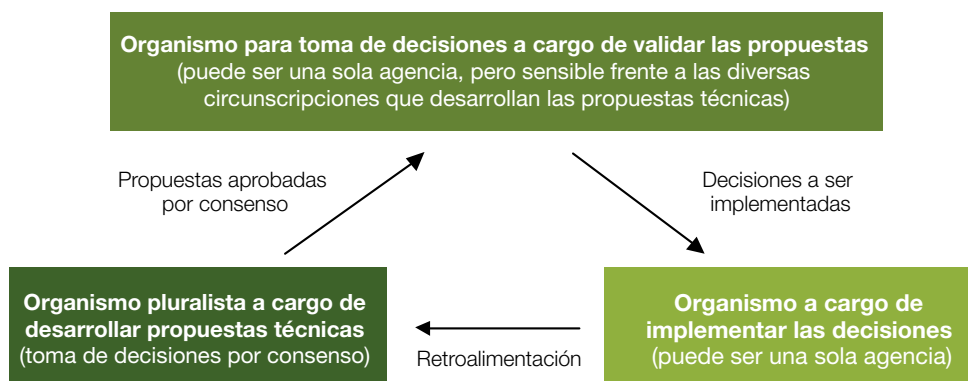 Organismo para toma de decisiones a cargo de validar las propuestas
(puede ser una sola agencia, pero sensible frente a las diversas
circunscripciones que desarrollan las propuestas técnicas)
Propuestas aprobadas
por consenso
Decisiones a ser
implementadas
Organismo pluralista a cargo de
desarrollar propuestas técnicas
(toma de decisiones por consenso)
Retroalimentación
Organismo a cargo de
implementar las decisiones
(puede ser una sola agencia)